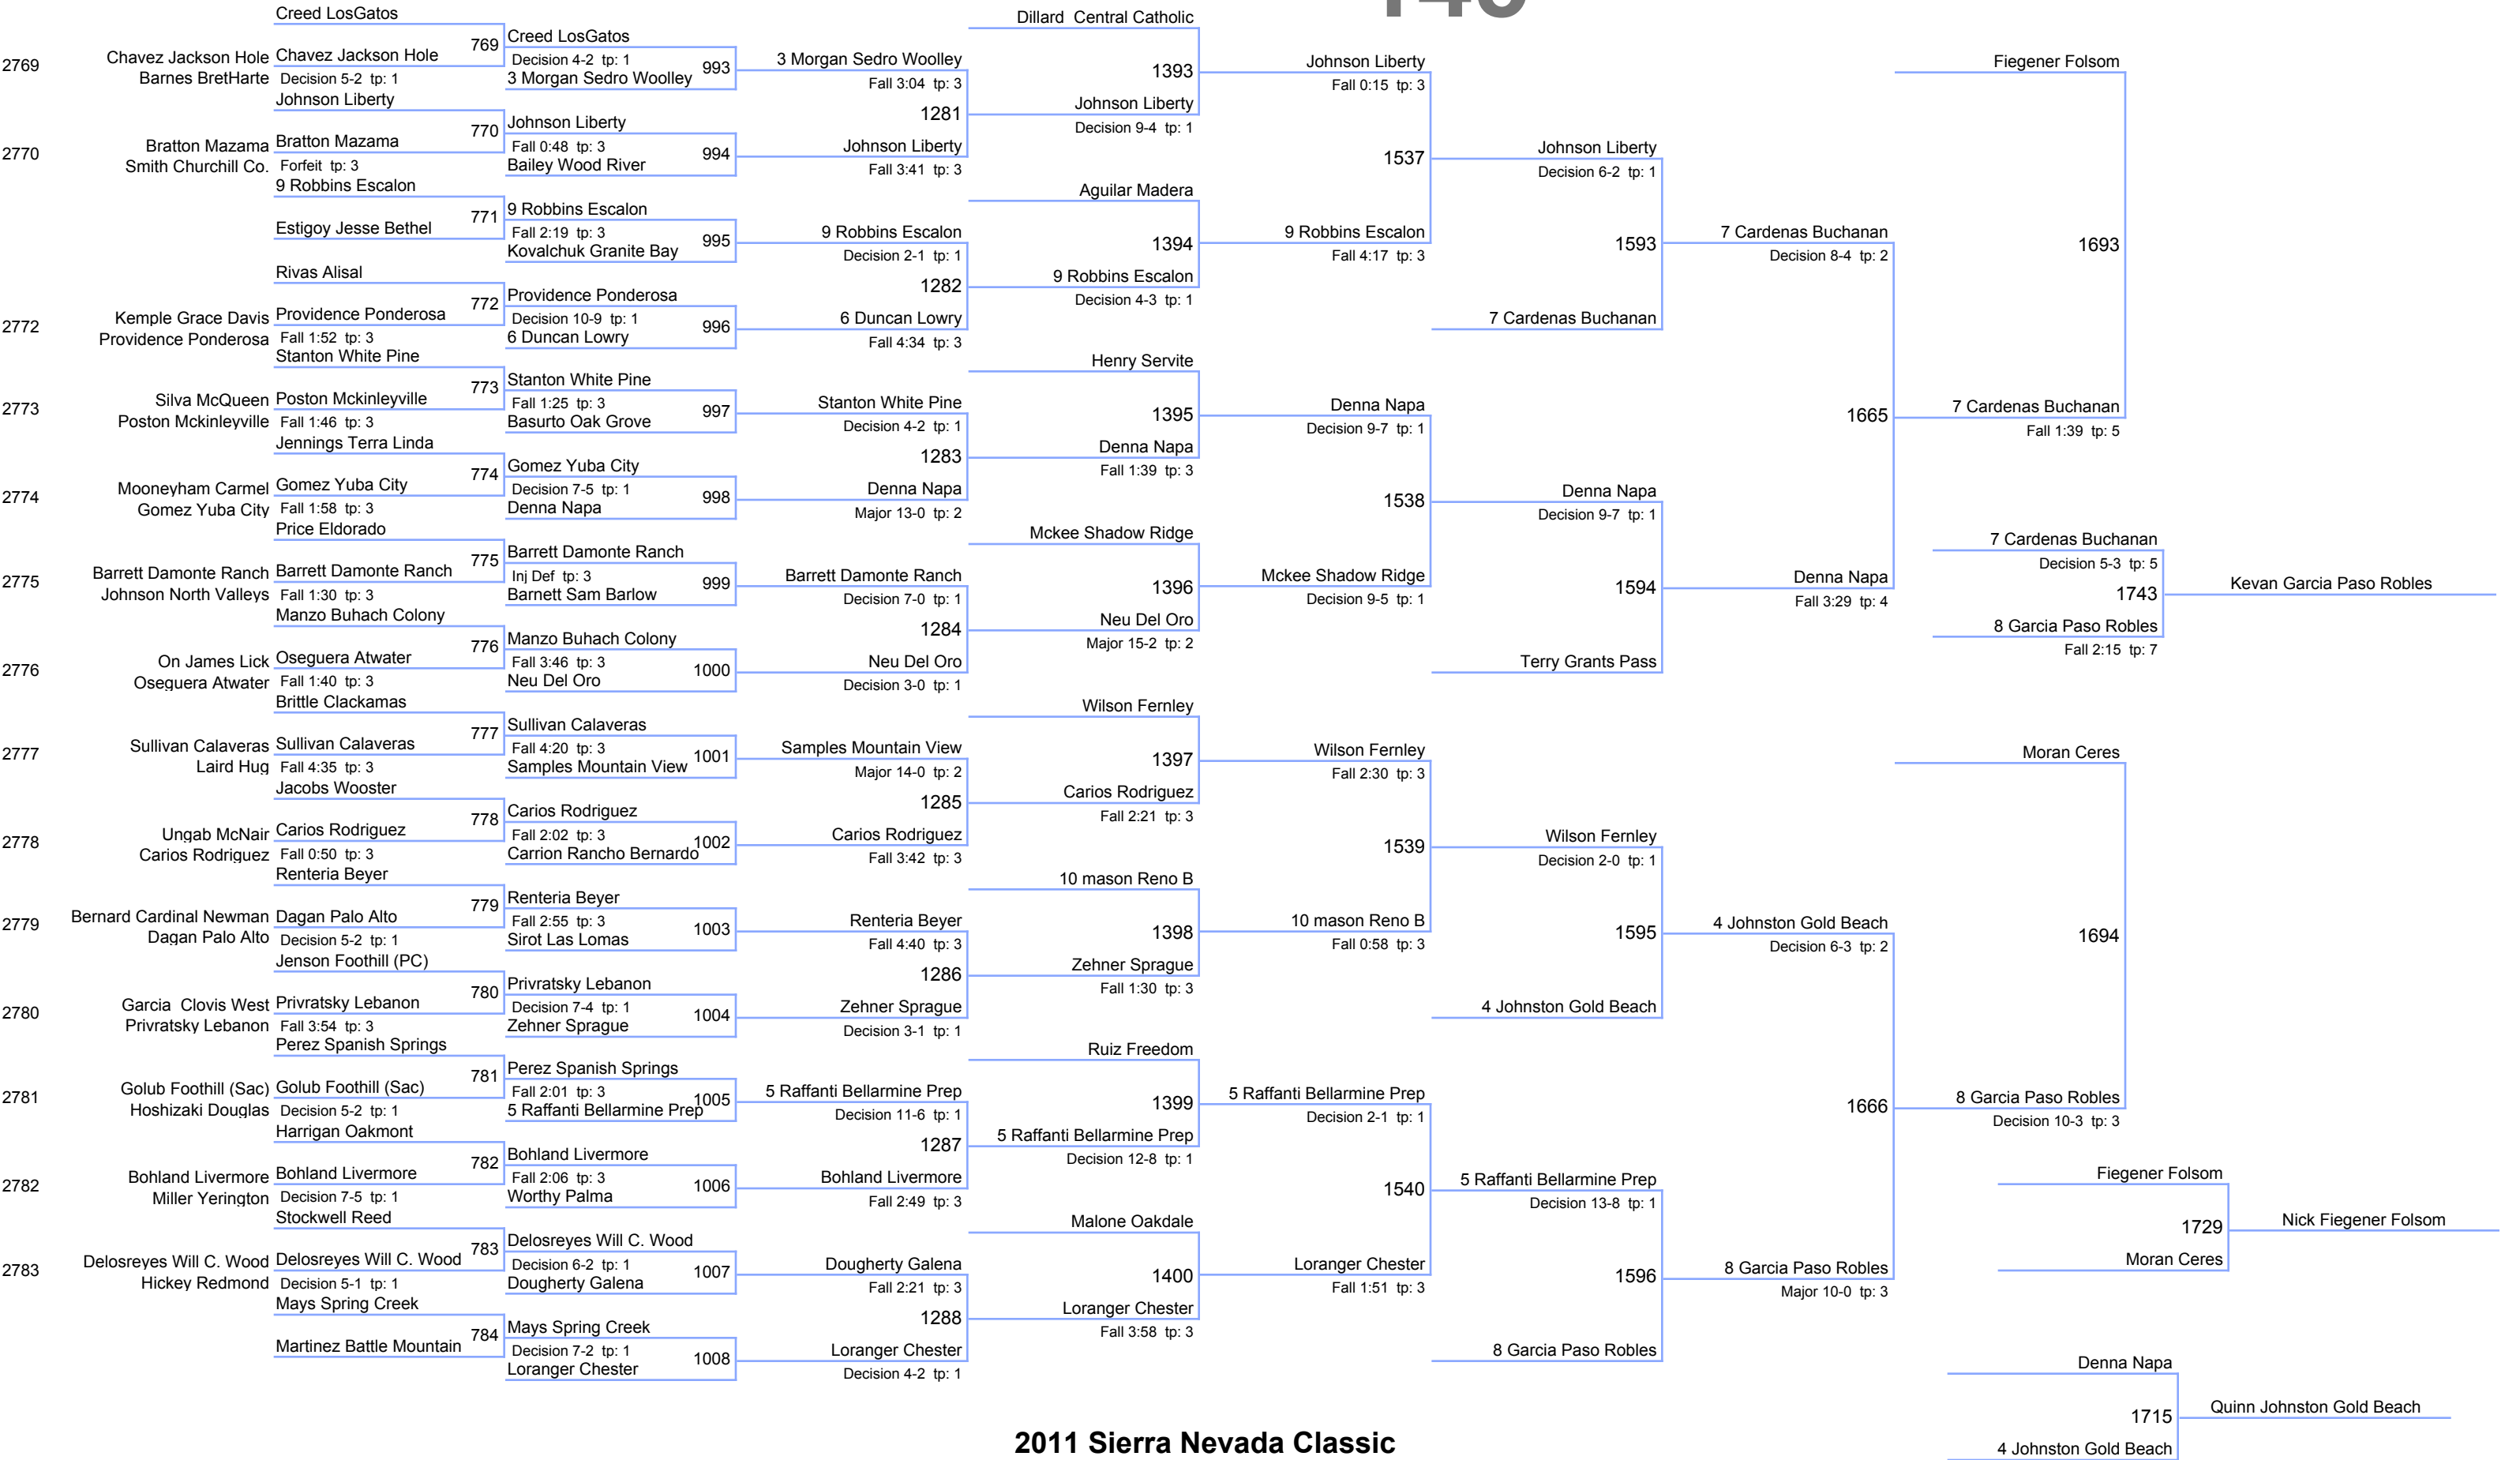 Creed LosGatos
2769
Chavez Jackson Hole
Barnes BretHarte
Chavez Jackson Hole
Decision 5-2 tp: 1
769
Johnson Liberty
2770
Bratton Mazama
Smith Churchill Co.
Bratton Mazama
Forfeit tp: 3
770
9 Robbins Escalon
Estigoy Jesse Bethel
771
Rivas Alisal
2772
Kemple Grace Davis
Providence Ponderosa
Providence Ponderosa
Fall 1:52 tp: 3
772
Stanton White Pine
2773
Silva McQueen
Poston Mckinleyville
Poston Mckinleyville
Fall 1:46 tp: 3
773
Jennings Terra Linda
2774
Mooneyham Carmel
Gomez Yuba City
Gomez Yuba City
Fall 1:58 tp: 3
774
Price Eldorado
2775
Barrett Damonte Ranch
Johnson North Valleys
Barrett Damonte Ranch
Fall 1:30 tp: 3
775
Manzo Buhach Colony
2776
On James Lick
Oseguera Atwater
Oseguera Atwater
Fall 1:40 tp: 3
776
Brittle Clackamas
2777
Sullivan Calaveras
Laird Hug
Sullivan Calaveras
Fall 4:35 tp: 3
777
Jacobs Wooster
2778
Ungab McNair
Carios Rodriguez
Carios Rodriguez
Fall 0:50 tp: 3
778
Renteria Beyer
2779
Bernard Cardinal Newman
Dagan Palo Alto
Dagan Palo Alto
Decision 5-2 tp: 1
779
Jenson Foothill (PC)
2780
Garcia Clovis West
Privratsky Lebanon
Privratsky Lebanon
Fall 3:54 tp: 3
780
Perez Spanish Springs
2781
Golub Foothill (Sac)
Hoshizaki Douglas
Golub Foothill (Sac)
Decision 5-2 tp: 1
781
Harrigan Oakmont
2782
Bohland Livermore
Miller Yerington
Bohland Livermore
Decision 7-5 tp: 1
782
Stockwell Reed
2783
Delosreyes Will C. Wood
Hickey Redmond
Delosreyes Will C. Wood
Decision 5-1 tp: 1
783
Mays Spring Creek
Martinez Battle Mountain
784
Creed LosGatos
Decision 4-2 tp: 1
3 Morgan Sedro Woolley
993
Johnson Liberty
Fall 0:48 tp: 3
Bailey Wood River
994
9 Robbins Escalon
Fall 2:19 tp: 3
Kovalchuk Granite Bay
995
Providence Ponderosa
Decision 10-9 tp: 1
6 Duncan Lowry
996
Stanton White Pine
Fall 1:25 tp: 3
Basurto Oak Grove
997
Gomez Yuba City
Decision 7-5 tp: 1
Denna Napa
998
Barrett Damonte Ranch
Inj Def tp: 3
Barnett Sam Barlow
999
Manzo Buhach Colony
Fall 3:46 tp: 3
Neu Del Oro
1000
Sullivan Calaveras
Fall 4:20 tp: 3
Samples Mountain View
1001
Carios Rodriguez
Fall 2:02 tp: 3
Carrion Rancho Bernardo
1002
Renteria Beyer
Fall 2:55 tp: 3
Sirot Las Lomas
1003
Privratsky Lebanon
Decision 7-4 tp: 1
Zehner Sprague
1004
Perez Spanish Springs
Fall 2:01 tp: 3
5 Raffanti Bellarmine Prep
1005
Bohland Livermore
Fall 2:06 tp: 3
Worthy Palma
1006
Delosreyes Will C. Wood
Decision 6-2 tp: 1
Dougherty Galena
1007
Mays Spring Creek
Decision 7-2 tp: 1
Loranger Chester
1008
3 Morgan Sedro Woolley
Fall 3:04 tp: 3
1281
Johnson Liberty
Fall 3:41 tp: 3
9 Robbins Escalon
Decision 2-1 tp: 1
1282
6 Duncan Lowry
Fall 4:34 tp: 3
Stanton White Pine
Decision 4-2 tp: 1
1283
Denna Napa
Major 13-0 tp: 2
Barrett Damonte Ranch
Decision 7-0 tp: 1
1284
Neu Del Oro
Decision 3-0 tp: 1
Samples Mountain View
Major 14-0 tp: 2
1285
Carios Rodriguez
Fall 3:42 tp: 3
Renteria Beyer
Fall 4:40 tp: 3
1286
Zehner Sprague
Decision 3-1 tp: 1
5 Raffanti Bellarmine Prep
Decision 11-6 tp: 1
1287
Bohland Livermore
Fall 2:49 tp: 3
Dougherty Galena
Fall 2:21 tp: 3
1288
Loranger Chester
Decision 4-2 tp: 1
Dillard Central Catholic
1393
Johnson Liberty
Decision 9-4 tp: 1
Aguilar Madera
1394
9 Robbins Escalon
Decision 4-3 tp: 1
Henry Servite
1395
Denna Napa
Fall 1:39 tp: 3
Mckee Shadow Ridge
1396
Neu Del Oro
Major 15-2 tp: 2
Wilson Fernley
1397
Carios Rodriguez
Fall 2:21 tp: 3
10 mason Reno B
1398
Zehner Sprague
Fall 1:30 tp: 3
Ruiz Freedom
1399
5 Raffanti Bellarmine Prep
Decision 12-8 tp: 1
Malone Oakdale
1400
Loranger Chester
Fall 3:58 tp: 3
Johnson Liberty
Fall 0:15 tp: 3
1537
9 Robbins Escalon
Fall 4:17 tp: 3
Denna Napa
Decision 9-7 tp: 1
1538
Mckee Shadow Ridge
Decision 9-5 tp: 1
Wilson Fernley
Fall 2:30 tp: 3
1539
10 mason Reno B
Fall 0:58 tp: 3
5 Raffanti Bellarmine Prep
Decision 2-1 tp: 1
1540
Loranger Chester
Fall 1:51 tp: 3
Johnson Liberty
Decision 6-2 tp: 1
1593
7 Cardenas Buchanan
Denna Napa
Decision 9-7 tp: 1
1594
Terry Grants Pass
Wilson Fernley
Decision 2-0 tp: 1
1595
4 Johnston Gold Beach
5 Raffanti Bellarmine Prep
Decision 13-8 tp: 1
1596
8 Garcia Paso Robles
7 Cardenas Buchanan
Decision 8-4 tp: 2
1665
Denna Napa
Fall 3:29 tp: 4
4 Johnston Gold Beach
Decision 6-3 tp: 2
1666
8 Garcia Paso Robles
Major 10-0 tp: 3
Fiegener Folsom
1693
7 Cardenas Buchanan
Fall 1:39 tp: 5
Moran Ceres
1694
8 Garcia Paso Robles
Decision 10-3 tp: 3
7 Cardenas Buchanan
Decision 5-3 tp: 5
1743
8 Garcia Paso Robles
Fall 2:15 tp: 7
Kevan Garcia Paso Robles
Fiegener Folsom
1729
Moran Ceres
Nick Fiegener Folsom
Denna Napa
1715
4 Johnston Gold Beach
Quinn Johnston Gold Beach
2011 Sierra Nevada Classic